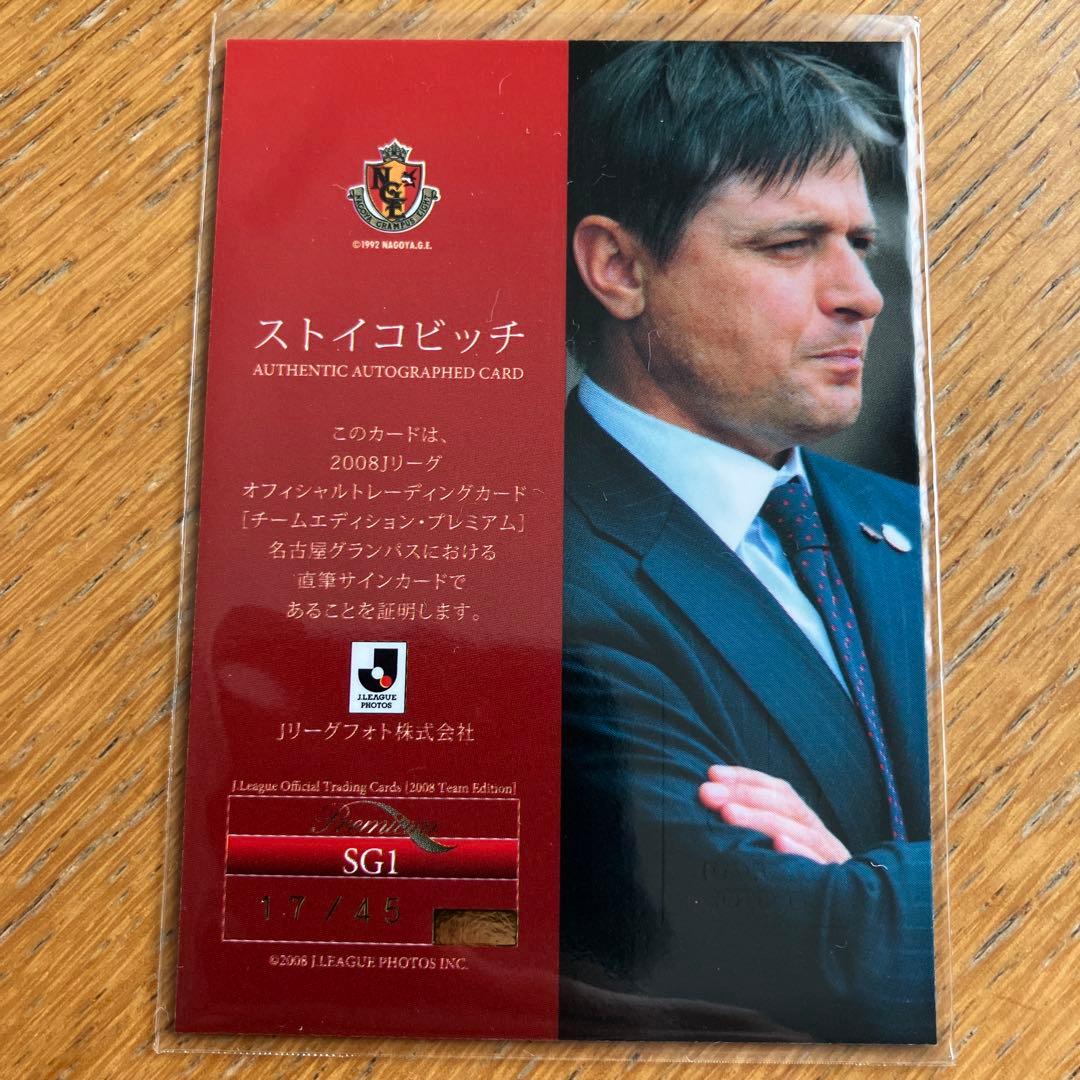 NGE
NAGOYA GRAMPUS EIGHT
©1992 NAGOYA.G.E.
ストイコビッチ
AUTHENTIC AUTOGRAPHED CARD
このカードは、
2008Jリーグ
オフィシャルトレーディングカード
[チームエディション・プレミアム]
名古屋グランパスにおける
直筆サインカードで
あることを証明します。
J.LEAGUE
PHOTOS
Jリーグフォト株式会社
J.League Official Trading Cards [2008 Team Edition]
Premium
SG1
17/45
©2008 J.LEAGUE PHOTOS INC.